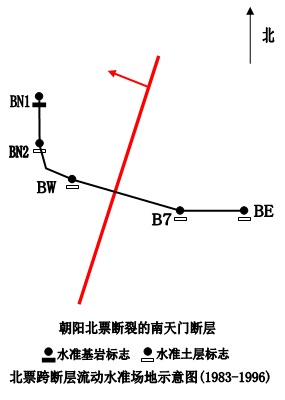 北
BN1
BN2
BW
B7
BE
朝阳北票断裂的南天门断层
水准基岩标志 水准土层标志
北票跨断层流动水准场地示意图(1983-1996)